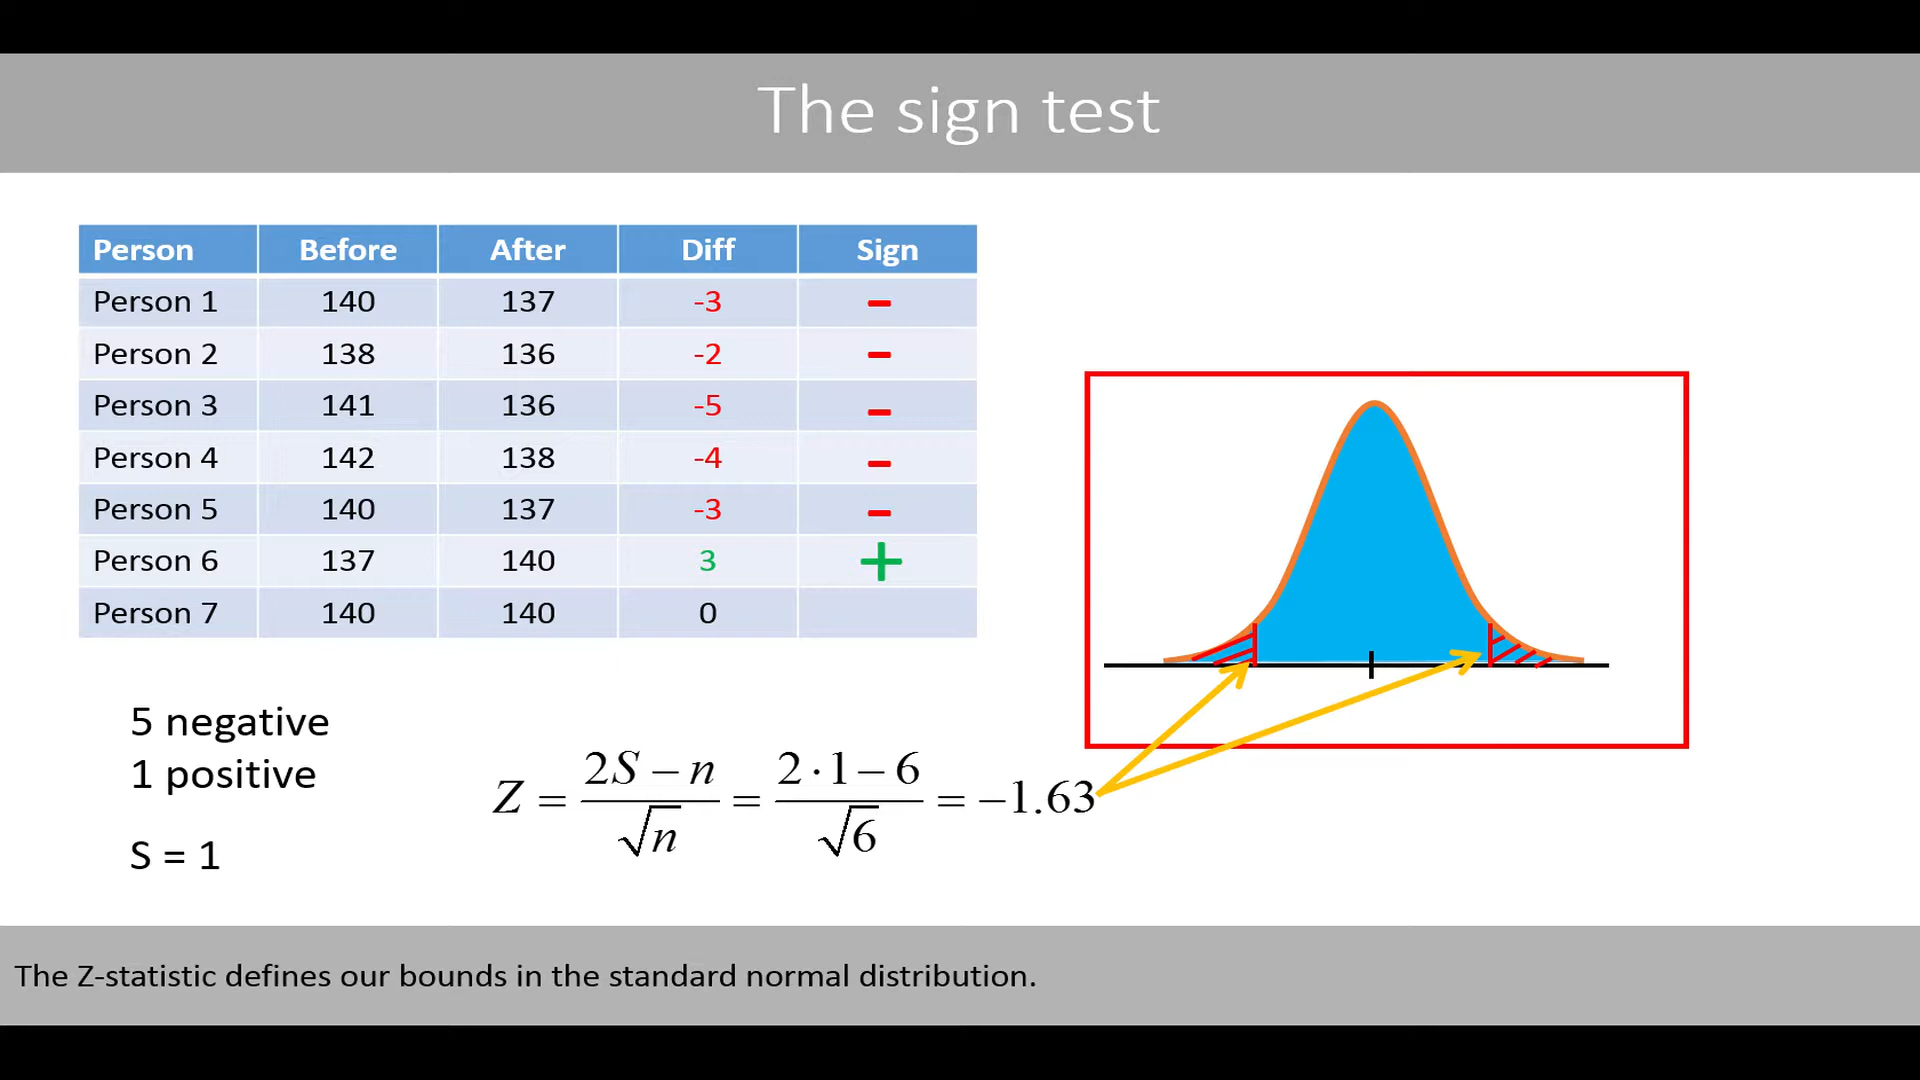 The sign test
Person Before After Diff Sign
Person 1 140 137 -3 -
Person 2 138 136 -2 -
Person 3 141 136 -5 -
Person 4 142 138 -4 -
Person 5 140 137 -3 -
Person 6 137 140 3 +
Person 7 140 140 0
5 negative
1 positive
S = 1
Z = (2S − n)/√n = (2·1 − 6)/√6 = −1.63
The Z-statistic defines our bounds in the standard normal distribution.